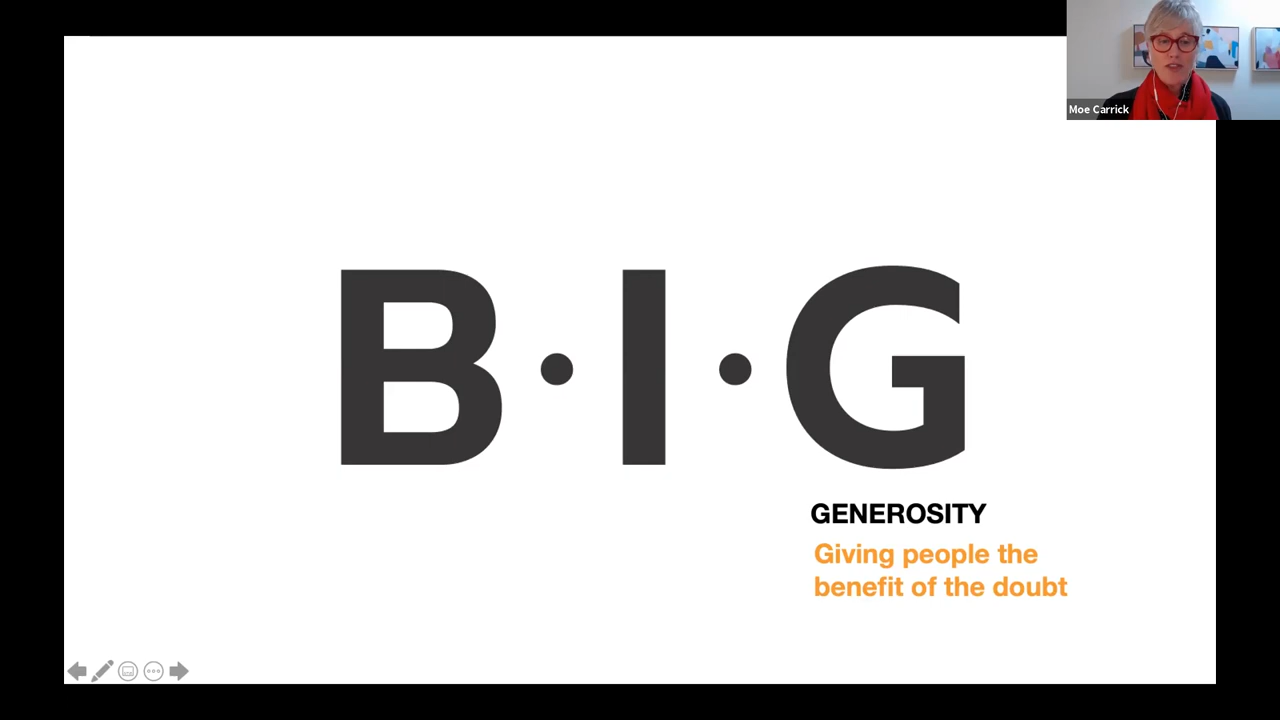 Moe Carrick
B·I·G
GENEROSITY
Giving people the
benefit of the doubt